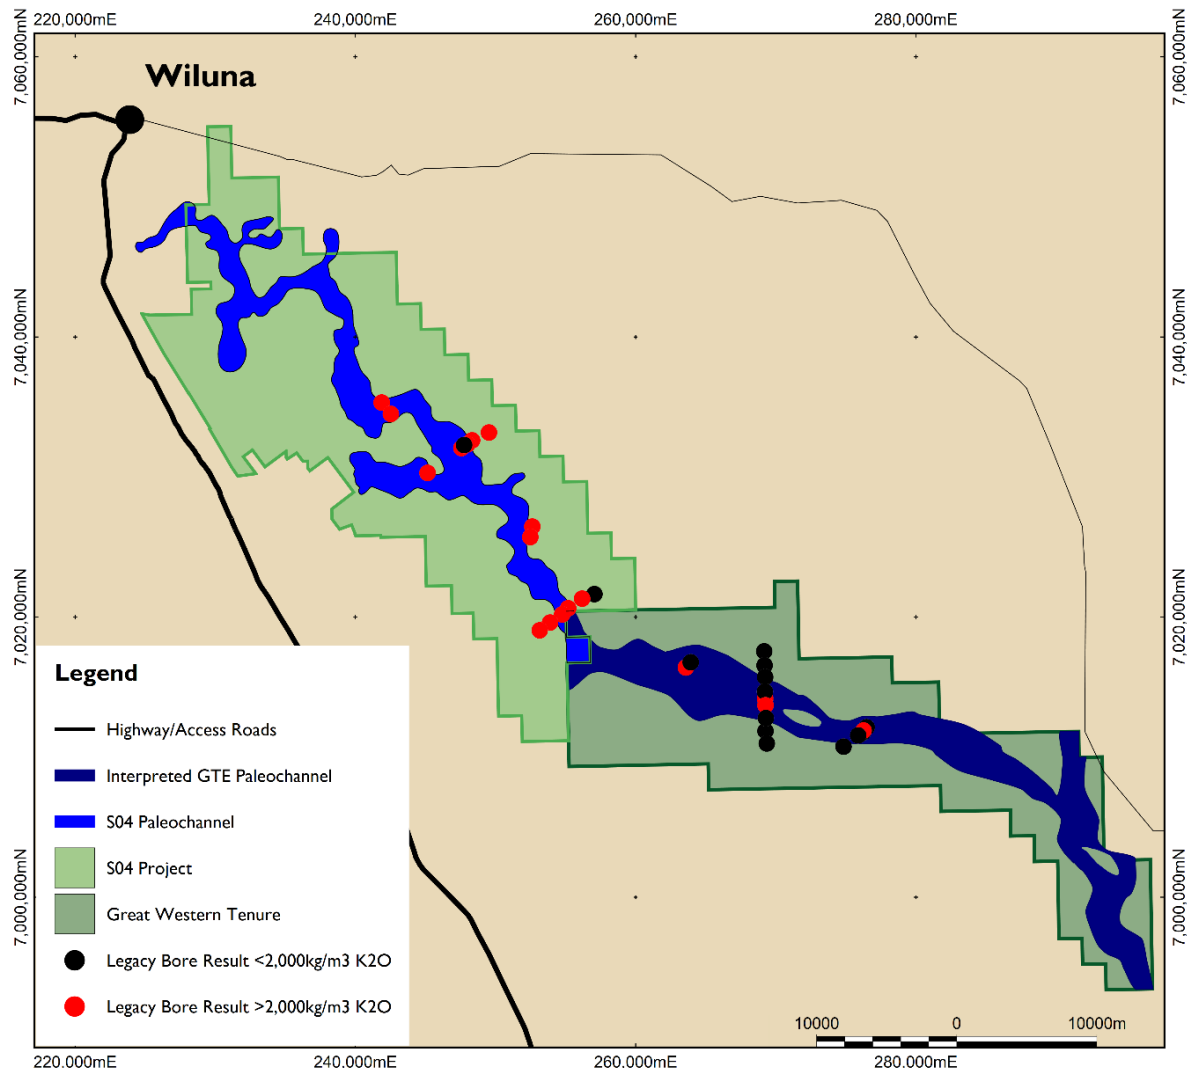 220,000mE
240,000mE
260,000mE
280,000mE
7,060,000mN
7,060,000mN
Wiluna
7,040,000mN
7,040,000mN
7,020,000mN
7,020,000mN
Legend
Highway/Access Roads
Interpreted GTE Paleochannel
S04 Paleochannel
S04 Project
Great Western Tenure
Legacy Bore Result <2,000kg/m3 K2O
Legacy Bore Result >2,000kg/m3 K2O
7,000,000mN
7,000,000mN
10000
0
10000m
220,000mE
240,000mE
260,000mE
280,000mE